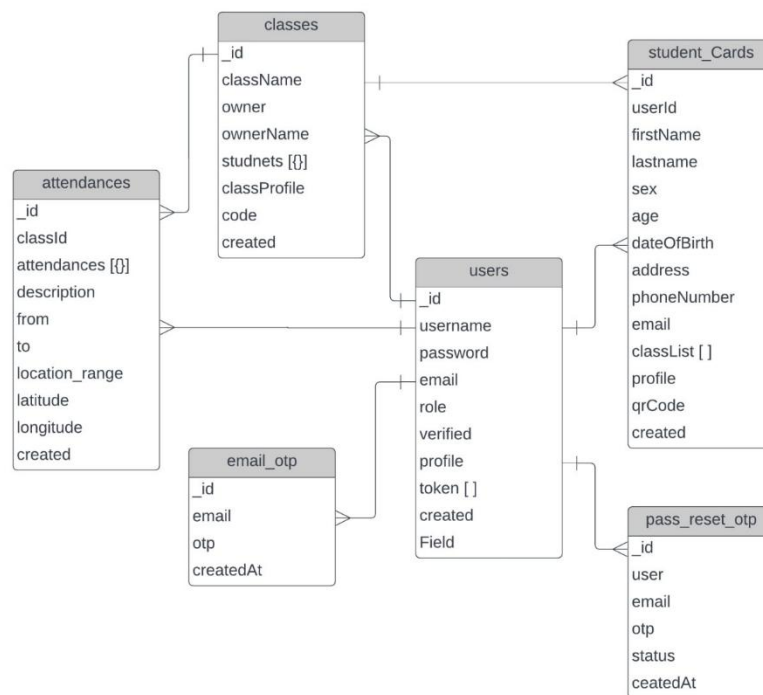 classes
_id
className
owner
ownerName
studnets [{}]
classProfile
code
created
student_Cards
_id
userId
firstName
lastname
sex
age
dateOfBirth
address
phoneNumber
email
classList [ ]
profile
qrCode
created
attendances
_id
classId
attendances [{}]
description
from
to
location_range
latitude
longitude
created
users
_id
username
password
email
role
verified
profile
token [ ]
created
Field
email_otp
_id
email
otp
createdAt
pass_reset_otp
_id
user
email
otp
status
ceatedAt